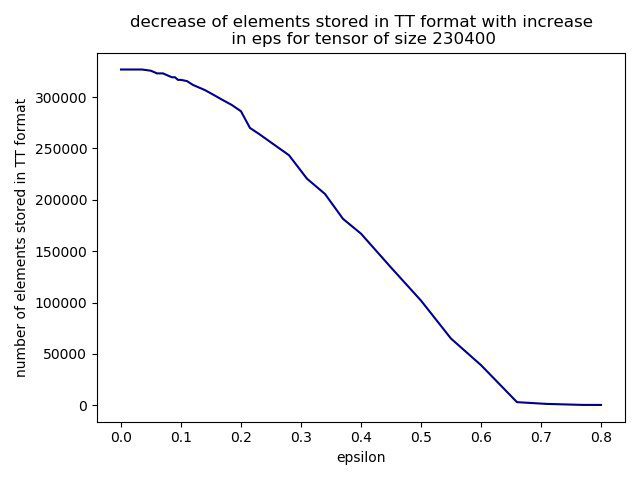 decrease of elements stored in TT format with increase
in eps for tensor of size 230400
number of elements stored in TT format
300000
250000
200000
150000
100000
50000
0
0.0 0.1 0.2 0.3 0.4 0.5 0.6 0.7 0.8
epsilon